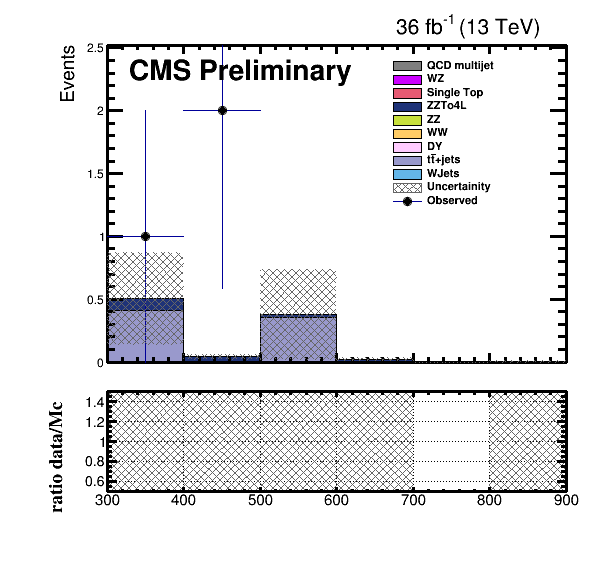 36 fb⁻¹ (13 TeV)
Events
CMS Preliminary
2.5
2
1.5
1
0.5
0
QCD multijet
WZ
Single Top
ZZTo4L
ZZ
WW
DY
tt̄+jets
WJets
Uncertainity
Observed
ratio data/Mc
1.4
1.2
1
0.8
0.6
300 400 500 600 700 800 900